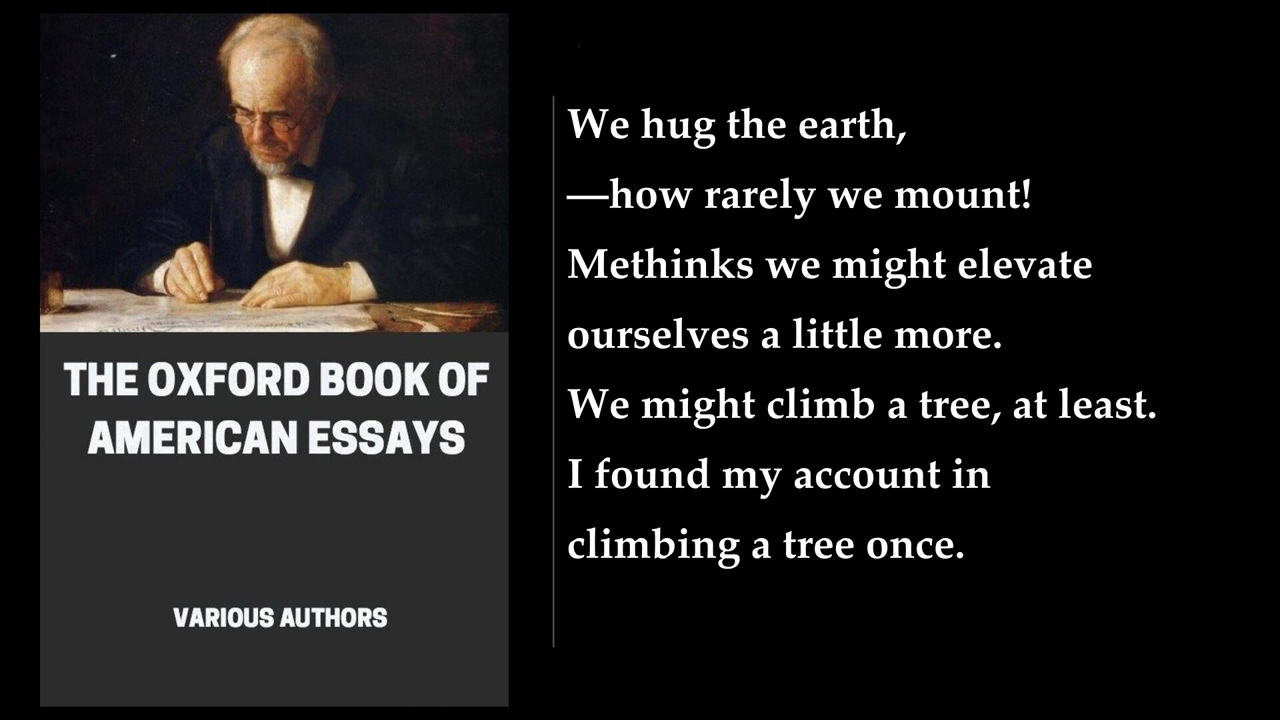 THE OXFORD BOOK OF
AMERICAN ESSAYS
VARIOUS AUTHORS
We hug the earth,
—how rarely we mount!
Methinks we might elevate
ourselves a little more.
We might climb a tree, at least.
I found my account in
climbing a tree once.